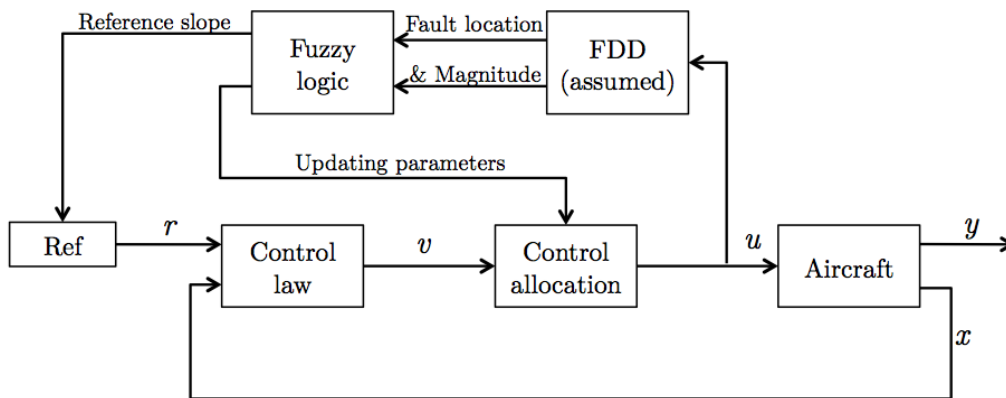 Reference slope
Fuzzy
logic
Fault location
& Magnitude
FDD
(assumed)
Updating parameters
Ref
r
Control
law
v
Control
allocation
u
Aircraft
y
x